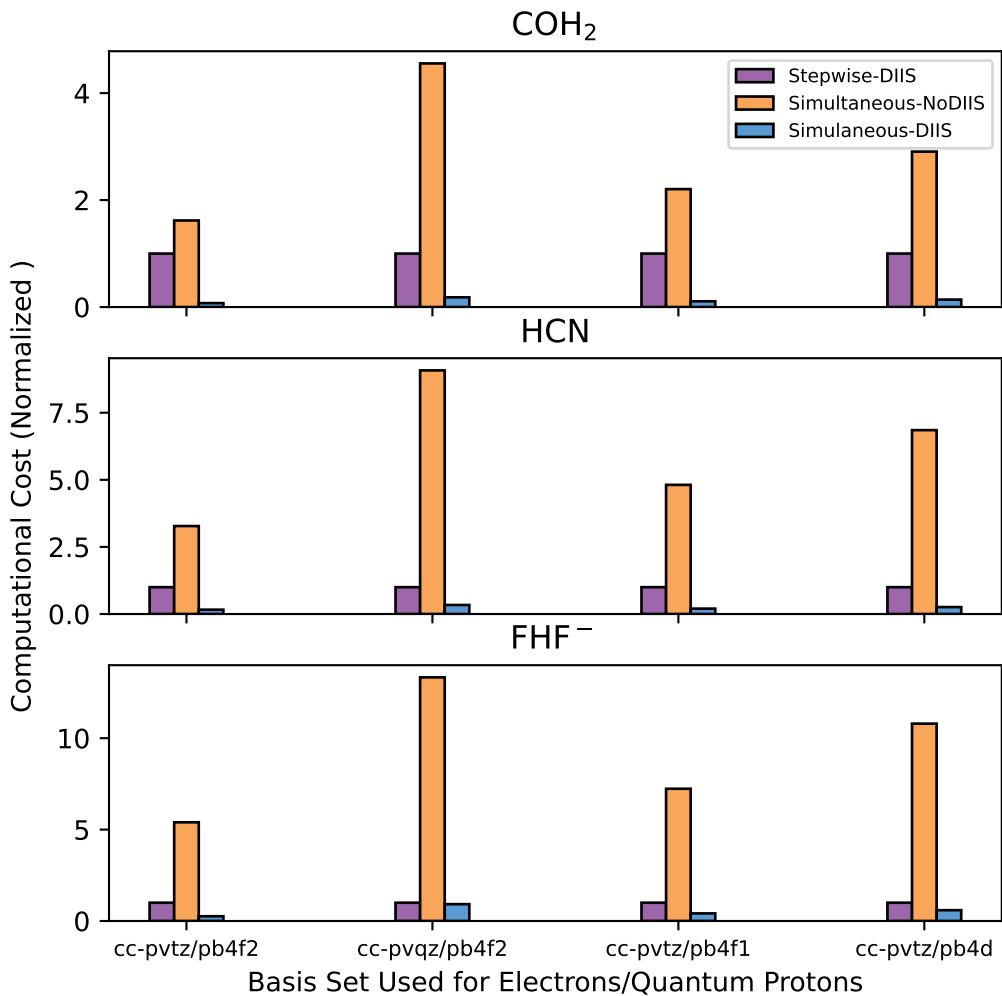 COH₂
4
2
0
Stepwise-DIIS
Simultaneous-NoDIIS
Simulaneous-DIIS
HCN
7.5
5.0
2.5
0.0
Computational Cost (Normalized )
FHF⁻
10
5
0
cc-pvtz/pb4f2 cc-pvqz/pb4f2 cc-pvtz/pb4f1 cc-pvtz/pb4d
Basis Set Used for Electrons/Quantum Protons